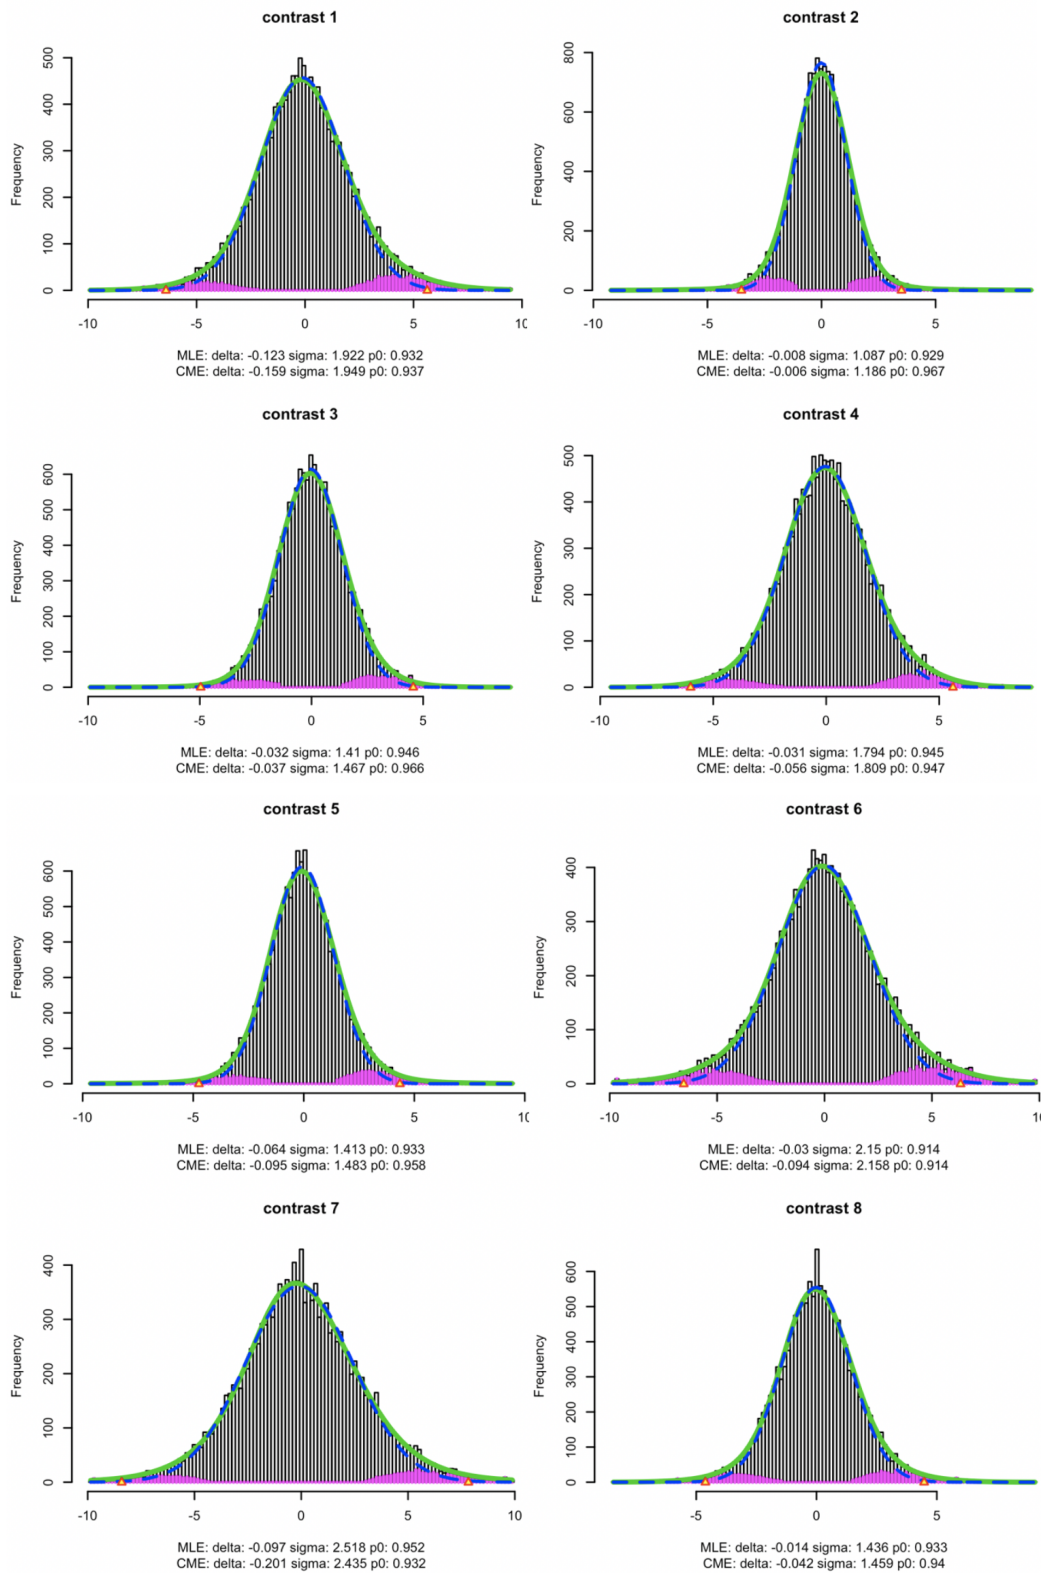 contrast 1
Frequency
0 100 200 300 400 500
-10 -5 0 5 10
MLE: delta: -0.123 sigma: 1.922 p0: 0.932
CME: delta: -0.159 sigma: 1.949 p0: 0.937
contrast 2
Frequency
0 200 400 600 800
-10 -5 0 5
MLE: delta: -0.008 sigma: 1.087 p0: 0.929
CME: delta: -0.006 sigma: 1.186 p0: 0.967
contrast 3
Frequency
0 100 200 300 400 500 600
-10 -5 0 5
MLE: delta: -0.032 sigma: 1.41 p0: 0.946
CME: delta: -0.037 sigma: 1.467 p0: 0.966
contrast 4
Frequency
0 100 200 300 400 500
-10 -5 0 5
MLE: delta: -0.031 sigma: 1.794 p0: 0.945
CME: delta: -0.056 sigma: 1.809 p0: 0.947
contrast 5
Frequency
0 100 200 300 400 500 600
-10 -5 0 5 10
MLE: delta: -0.064 sigma: 1.413 p0: 0.933
CME: delta: -0.095 sigma: 1.483 p0: 0.958
contrast 6
Frequency
0 100 200 300 400
-10 -5 0 5 10
MLE: delta: -0.03 sigma: 2.15 p0: 0.914
CME: delta: -0.094 sigma: 2.158 p0: 0.914
contrast 7
Frequency
0 100 200 300 400
-10 -5 0 5 10
MLE: delta: -0.097 sigma: 2.518 p0: 0.952
CME: delta: -0.201 sigma: 2.435 p0: 0.932
contrast 8
Frequency
0 100 200 300 400 500 600
-5 0 5
MLE: delta: -0.014 sigma: 1.436 p0: 0.933
CME: delta: -0.042 sigma: 1.459 p0: 0.94